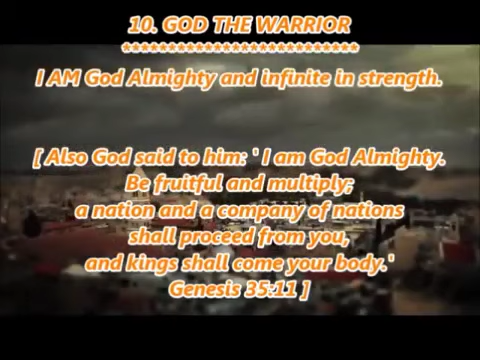 10. GOD THE WARRIOR
**************************
I AM God Almighty and infinite in strength.
[ Also God said to him: ' I am God Almighty.
Be fruitful and multiply;
a nation and a company of nations
shall proceed from you,
and kings shall come your body.'
Genesis 35:11 ]